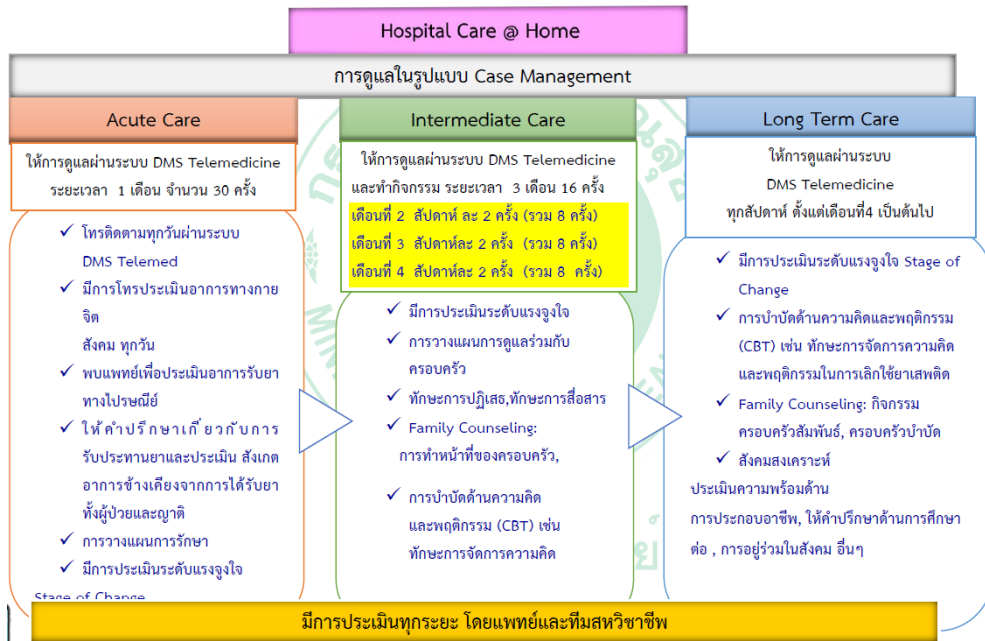 Hospital Care @ Home
การดูแลในรูปแบบ Case Management
Acute Care
ให้การดูแลผ่านระบบ DMS Telemedicine
ระยะเวลา 1 เดือน จำนวน 30 ครั้ง
✓ โทรติดตามทุกวันผ่านระบบ
DMS Telemed
✓ มีการโทรประเมินอาการทางกาย
จิต
สังคม ทุกวัน
✓ พบแพทย์เพื่อประเมินอาการรับยา
ทางไปรษณีย์
✓ ให้คำปรึกษาเกี่ยวกับการ
รับประทานยาและประเมิน สังเกต
อาการข้างเคียงจากการได้รับยา
ทั้งผู้ป่วยและญาติ
✓ การวางแผนการรักษา
✓ มีการประเมินระดับแรงจูงใจ
Stage of Change
Intermediate Care
ให้การดูแลผ่านระบบ DMS Telemedicine
และทำกิจกรรม ระยะเวลา 3 เดือน 16 ครั้ง
เดือนที่ 2 สัปดาห์ ละ 2 ครั้ง (รวม 8 ครั้ง)
เดือนที่ 3 สัปดาห์ละ 2 ครั้ง (รวม 8 ครั้ง)
เดือนที่ 4 สัปดาห์ละ 2 ครั้ง (รวม 8 ครั้ง)
✓ มีการประเมินระดับแรงจูงใจ
✓ การวางแผนการดูแลร่วมกับ
ครอบครัว
✓ ทักษะการปฏิเสธ,ทักษะการสื่อสาร
✓ Family Counseling:
การทำหน้าที่ของครอบครัว,
✓ การบำบัดด้านความคิด
และพฤติกรรม (CBT) เช่น
ทักษะการจัดการความคิด
Long Term Care
ให้การดูแลผ่านระบบ
DMS Telemedicine
ทุกสัปดาห์ ตั้งแต่เดือนที่4 เป็นต้นไป
✓ มีการประเมินระดับแรงจูงใจ Stage of
Change
✓ การบำบัดด้านความคิดและพฤติกรรม
(CBT) เช่น ทักษะการจัดการความคิด
และพฤติกรรมในการเลิกใช้ยาเสพติด
✓ Family Counseling: กิจกรรม
ครอบครัวสัมพันธ์, ครอบครัวบำบัด
✓ สังคมสงเคราะห์
ประเมินความพร้อมด้าน
การประกอบอาชีพ, ให้คำปรึกษาด้านการศึกษา
ต่อ , การอยู่ร่วมในสังคม อื่นๆ
มีการประเมินทุกระยะ โดยแพทย์และทีมสหวิชาชีพ